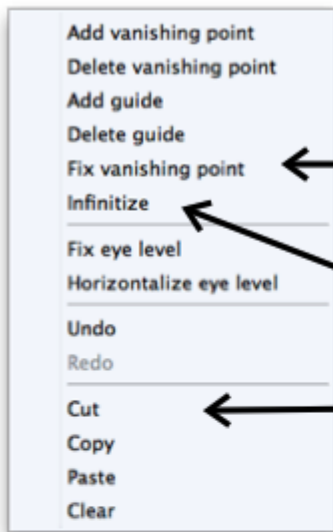 Add vanishing point
Delete vanishing point
Add guide
Delete guide
Fix vanishing point
Infinitize
Fix eye level
Horizontalize eye level
Undo
Redo
Cut
Copy
Paste
Clear